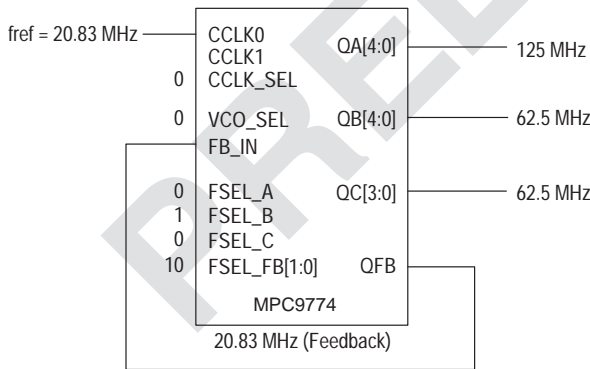 fref = 20.83 MHz
CCLK0
CCLK1
0 CCLK_SEL
0 VCO_SEL
FB_IN
0 FSEL_A
1 FSEL_B
0 FSEL_C
10 FSEL_FB[1:0]
QA[4:0] 125 MHz
QB[4:0] 62.5 MHz
QC[3:0] 62.5 MHz
QFB
MPC9774
20.83 MHz (Feedback)